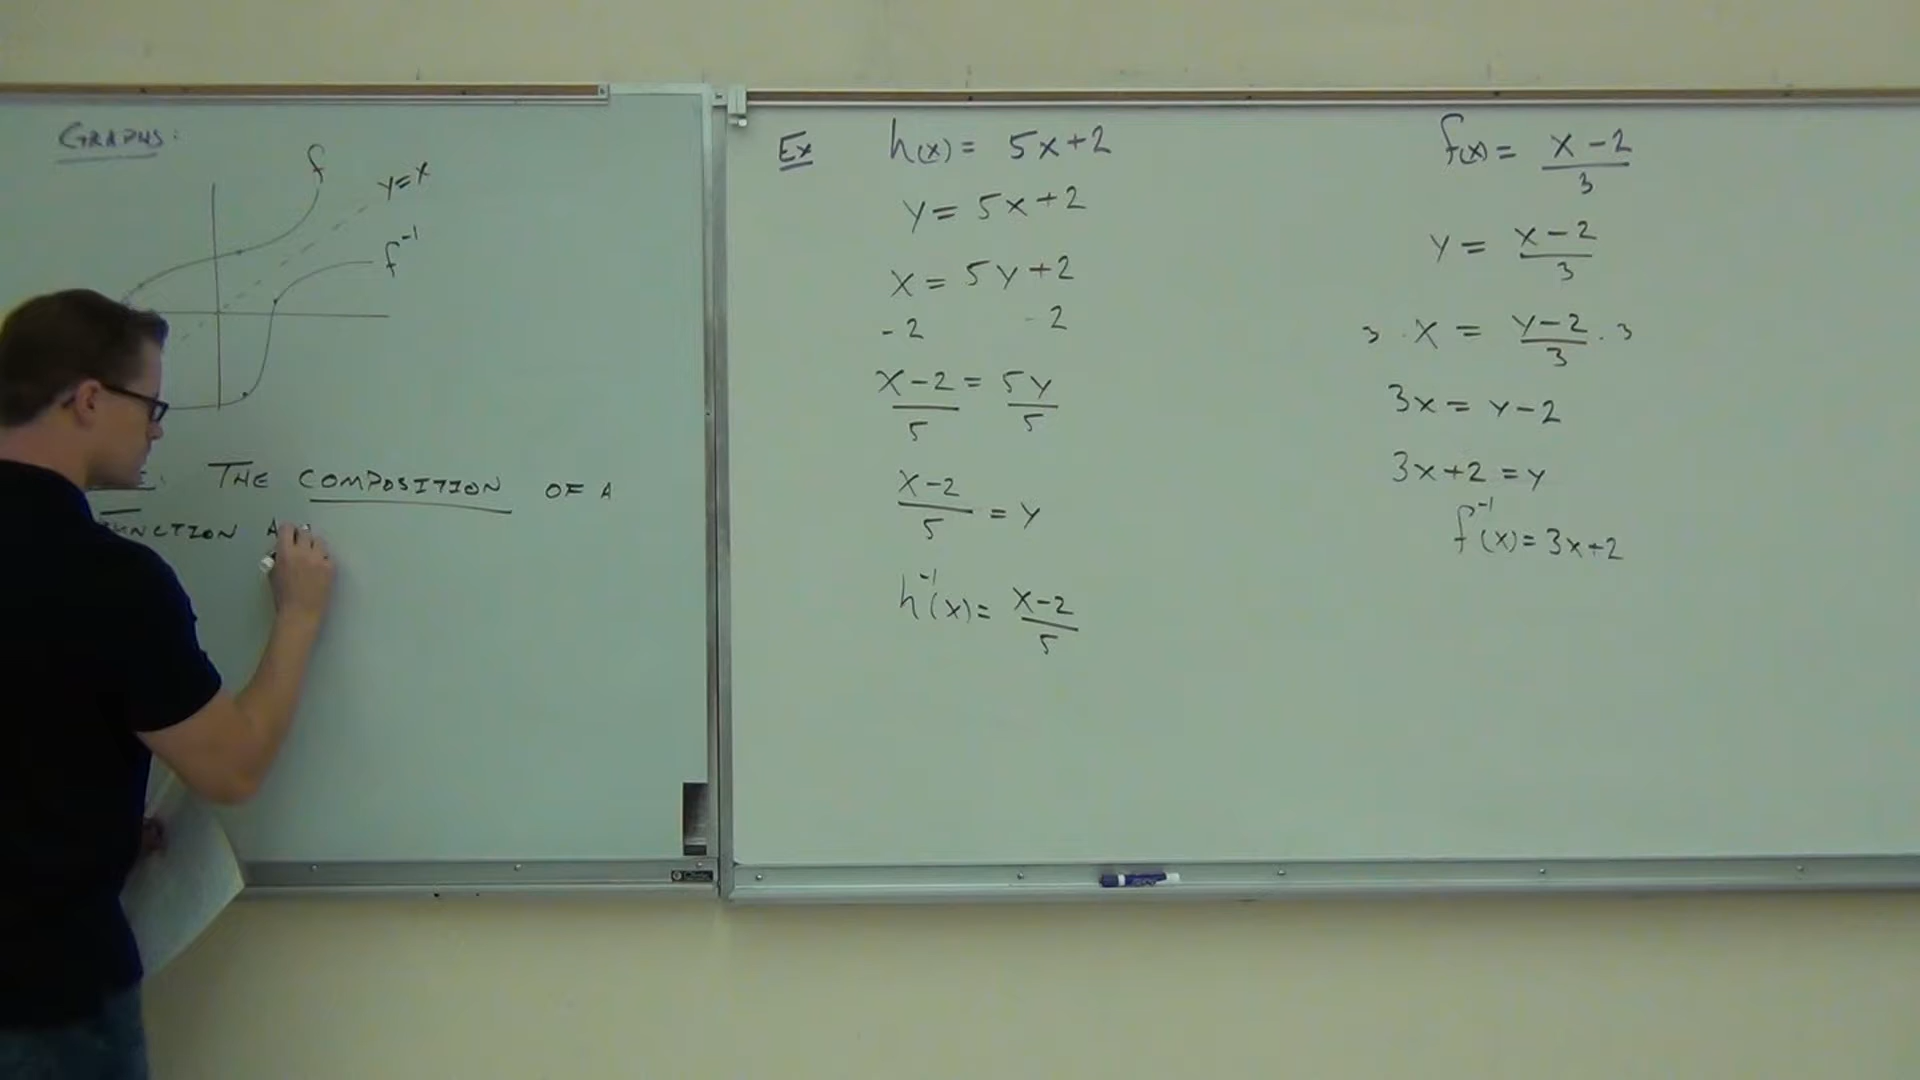 GRAPHS:
f
y=x
f⁻¹
THE COMPOSITION OF A
FUNCTION
Ex
h(x) = 5x+2
y = 5x+2
x = 5y+2
-2 -2
x-2 = 5y
5 5
x-2
5 = y
h⁻¹(x) = x-2
5
f(x) = x-2
3
y = x-2
3
3 · x = y-2 · 3
3
3x = y-2
3x+2 = y
f⁻¹(x) = 3x+2